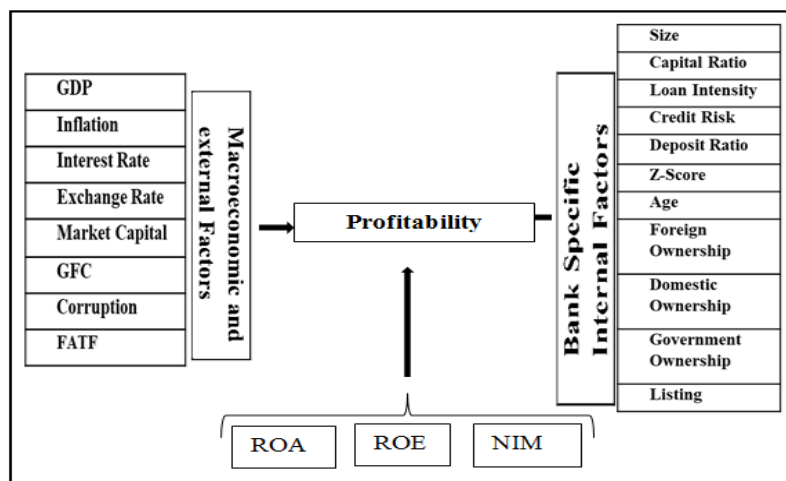 GDP
Inflation
Interest Rate
Exchange Rate
Market Capital
GFC
Corruption
FATF
Macroeconomic and
external Factors
Profitability
Bank Specific
Internal Factors
Size
Capital Ratio
Loan Intensity
Credit Risk
Deposit Ratio
Z-Score
Age
Foreign
Ownership
Domestic
Ownership
Government
Ownership
Listing
ROA
ROE
NIM